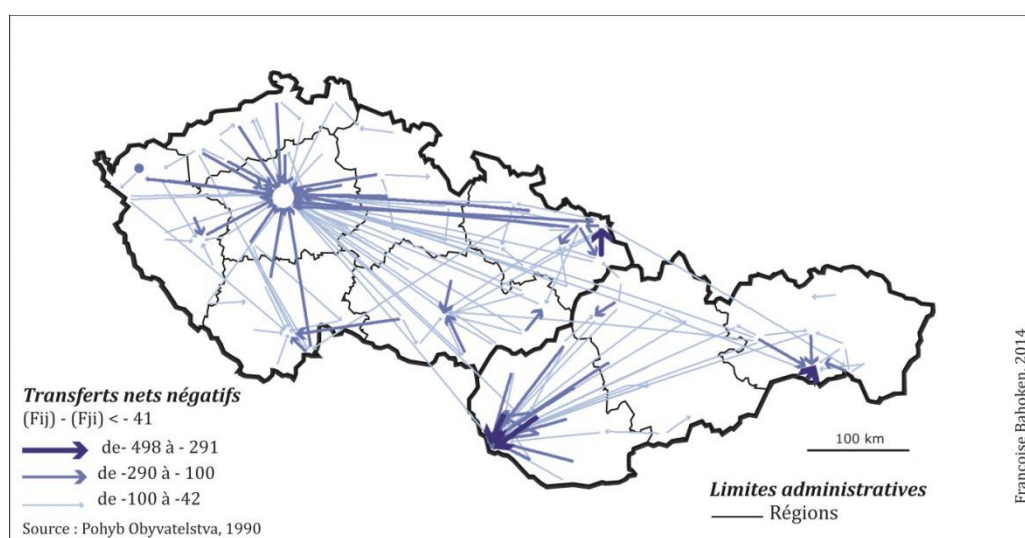 Transferts nets négatifs
(Fij) - (Fji) < - 41
de- 498 à - 291
de -290 à - 100
de -100 à -42
Source : Pohyb Obyvatelstva, 1990
100 km
Limites administratives
Régions
Françoise Bahoken, 2014